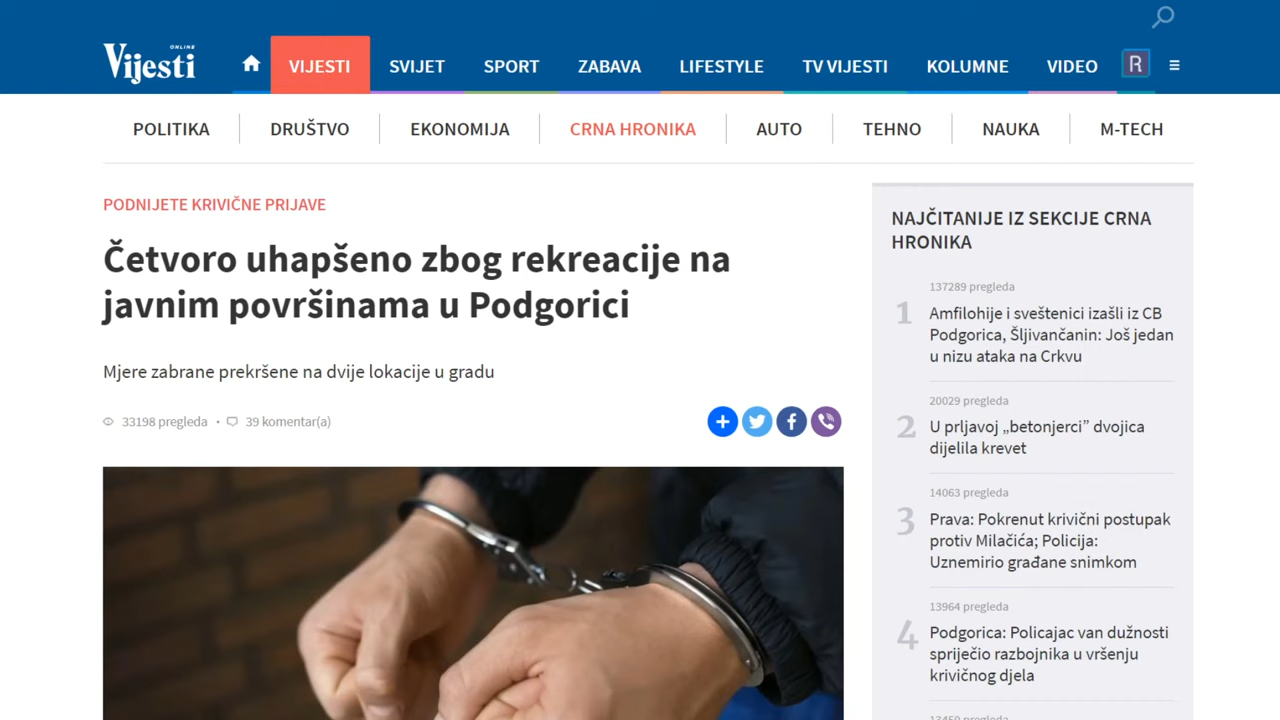 Vijesti
ONLINE
VIJESTI
SVIJET
SPORT
ZABAVA
LIFESTYLE
TV VIJESTI
KOLUMNE
VIDEO
R
POLITIKA
DRUŠTVO
EKONOMIJA
CRNA HRONIKA
AUTO
TEHNO
NAUKA
M-TECH
PODNIJETE KRIVIČNE PRIJAVE
Četvoro uhapšeno zbog rekreacije na
javnim površinama u Podgorici
Mjere zabrane prekršene na dvije lokacije u gradu
33198 pregleda • 39 komentar(a)
NAJČITANIJE IZ SEKCIJE CRNA
HRONIKA
137289 pregleda
1
Amfilohije i sveštenici izašli iz CB
Podgorica, Šljivančanin: Još jedan
u nizu ataka na Crkvu
20029 pregleda
2
U prljavoj „betonjerci” dvojica
dijelila krevet
14063 pregleda
3
Prava: Pokrenut krivični postupak
protiv Milačića; Policija:
Uznemirio građane snimkom
13964 pregleda
4
Podgorica: Policajac van dužnosti
spriječio razbojnika u vršenju
krivičnog djela